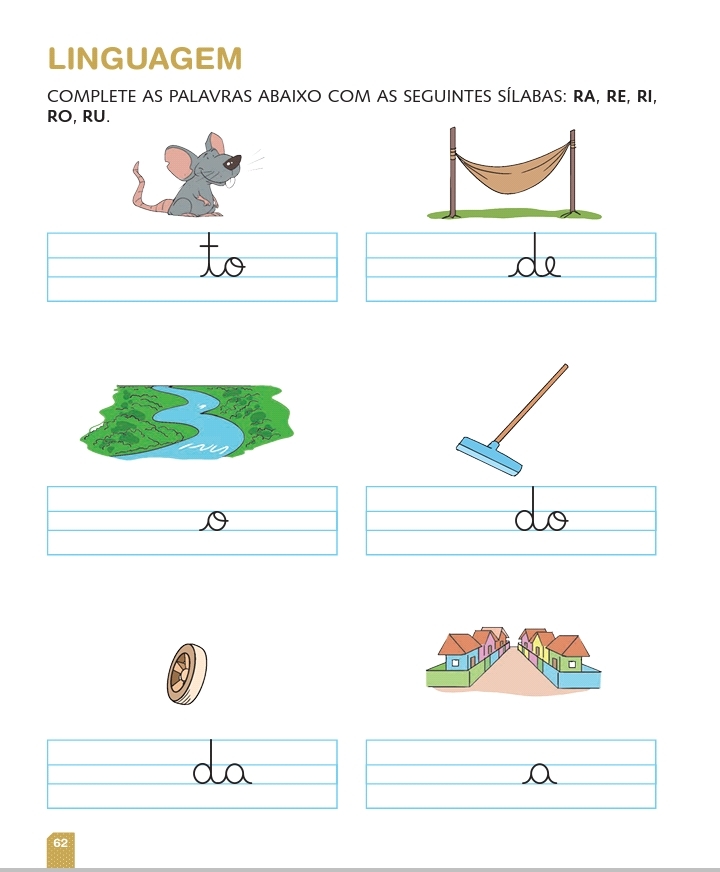 LINGUAGEM
COMPLETE AS PALAVRAS ABAIXO COM AS SEGUINTES SÍLABAS: RA, RE, RI,
RO, RU.
to
de
o
do
da
a
62